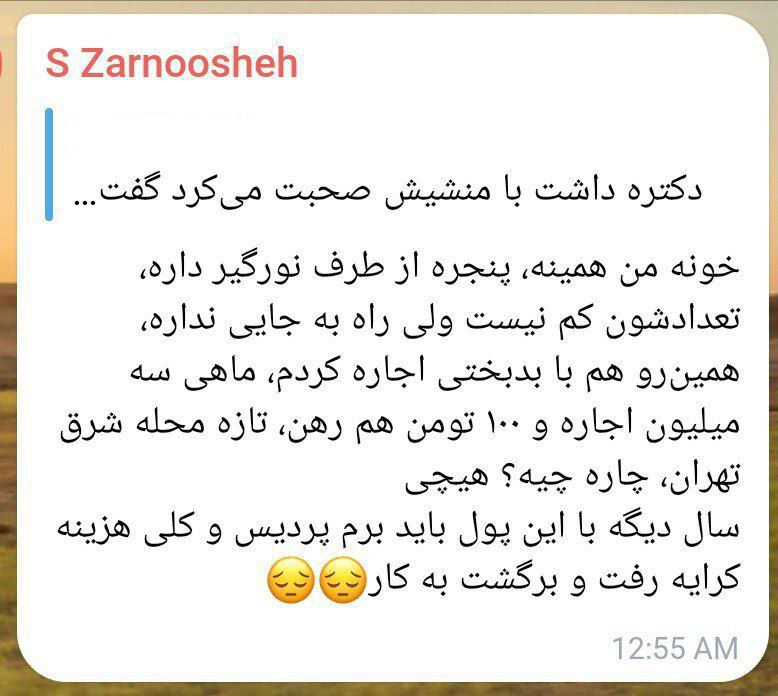 S Zarnoosheh
دکتره داشت با منشیش صحبت می‌کرد گفت...
خونه من همینه، پنجره از طرف نورگیر داره،
تعدادشون کم نیست ولی راه به جایی نداره،
همین‌رو هم با بدبختی اجاره کردم، ماهی سه
میلیون اجاره و ۱۰۰ تومن هم رهن، تازه محله شرق
تهران، چاره چیه؟ هیچی
سال دیگه با این پول باید برم پردیس و کلی هزینه
کرایه رفت و برگشت به کار😔😔
12:55 AM